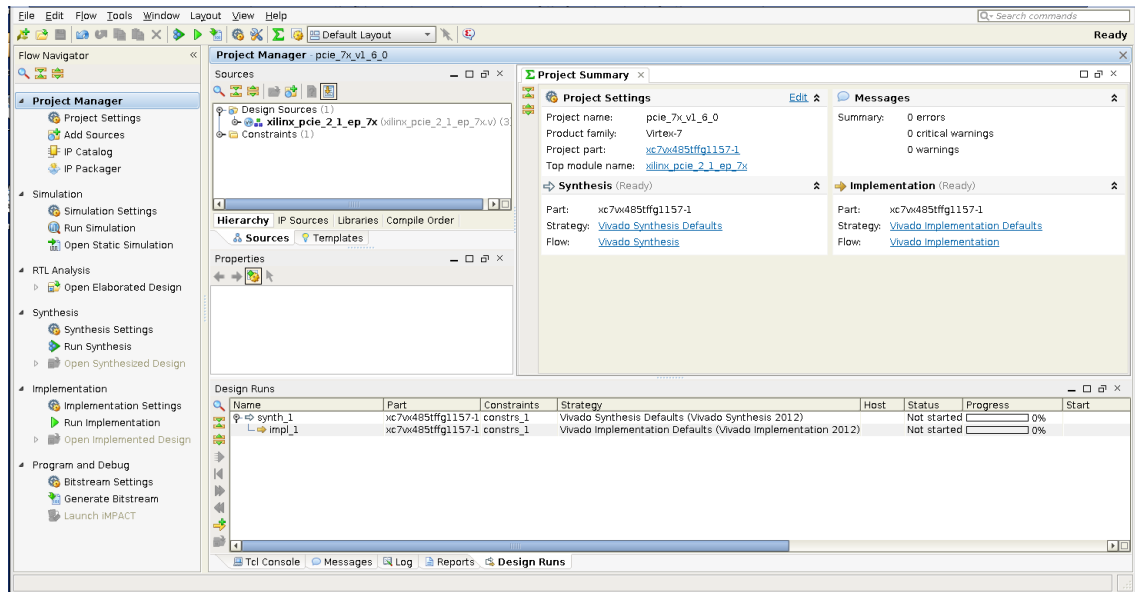 File Edit Flow Tools Window Layout View Help
Search commands
Default Layout
Ready
Flow Navigator
Project Manager
Project Settings
Add Sources
IP Catalog
IP Packager
Simulation
Simulation Settings
Run Simulation
Open Static Simulation
RTL Analysis
Open Elaborated Design
Synthesis
Synthesis Settings
Run Synthesis
Open Synthesized Design
Implementation
Implementation Settings
Run Implementation
Open Implemented Design
Program and Debug
Bitstream Settings
Generate Bitstream
Launch iMPACT
Project Manager - pcie_7x_v1_6_0
Sources
Design Sources (1)
xilinx_pcie_2_1_ep_7x (xilinx_pcie_2_1_ep_7x.v) (3
Constraints (1)
Hierarchy IP Sources Libraries Compile Order
Sources Templates
Properties
Σ Project Summary
Project Settings Edit
Project name: pcie_7x_v1_6_0
Product family: Virtex-7
Project part: xc7vx485tffg1157-1
Top module name: xilinx_pcie_2_1_ep_7x
Messages
Summary: 0 errors
0 critical warnings
0 warnings
Synthesis (Ready)
Part: xc7vx485tffg1157-1
Strategy: Vivado Synthesis Defaults
Flow: Vivado Synthesis
Implementation (Ready)
Part: xc7vx485tffg1157-1
Strategy: Vivado Implementation Defaults
Flow: Vivado Implementation
Design Runs
Name Part Constraints Strategy Host Status Progress Start
synth_1 xc7vx485tffg1157-1 constrs_1 Vivado Synthesis Defaults (Vivado Synthesis 2012) Not started 0%
impl_1 xc7vx485tffg1157-1 constrs_1 Vivado Implementation Defaults (Vivado Implementation 2012) Not started 0%
Tcl Console Messages Log Reports Design Runs